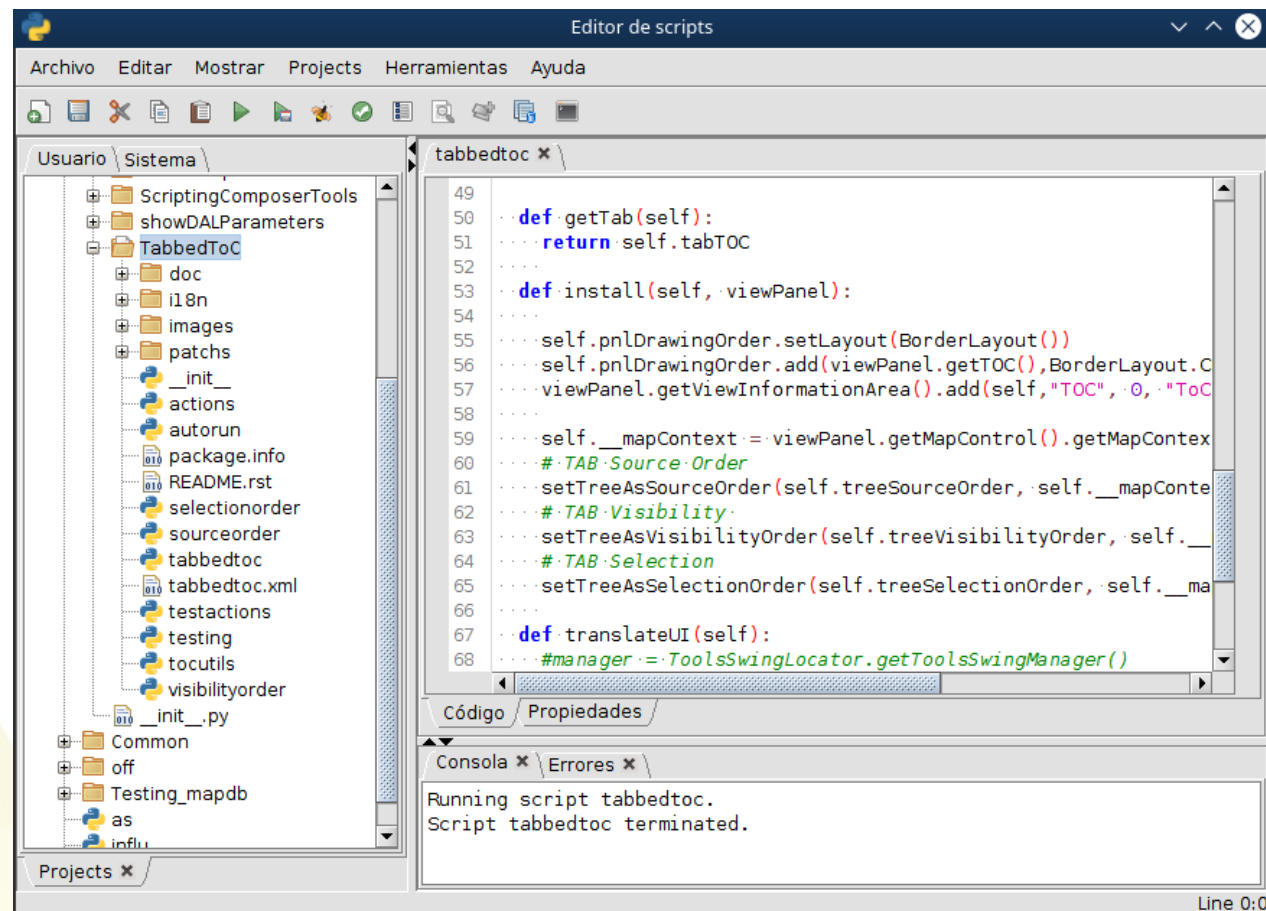 Editor de scripts
Archivo Editar Mostrar Projects Herramientas Ayuda
Usuario Sistema
ScriptingComposerTools
showDALParameters
TabbedToC
doc
i18n
images
patchs
__init__
actions
autorun
package.info
README.rst
selectionorder
sourceorder
tabbedtoc
tabbedtoc.xml
testactions
testing
tocutils
visibilityorder
__init__.py
Common
off
Testing_mapdb
as
influ
Projects
tabbedtoc
49
50 def getTab(self):
51 return self.tabTOC
52
53 def install(self, viewPanel):
54
55 self.pnlDrawingOrder.setLayout(BorderLayout())
56 self.pnlDrawingOrder.add(viewPanel.getTOC(),BorderLayout.C
57 viewPanel.getViewInformationArea().add(self,"TOC", 0, "ToC
58
59 self.__mapContext = viewPanel.getMapControl().getMapContex
60 # TAB Source Order
61 setTreeAsSourceOrder(self.treeSourceOrder, self.__mapConte
62 # TAB Visibility
63 setTreeAsVisibilityOrder(self.treeVisibilityOrder, self.__
64 # TAB Selection
65 setTreeAsSelectionOrder(self.treeSelectionOrder, self.__ma
66
67 def translateUI(self):
68 #manager = ToolsSwingLocator.getToolsSwingManager()
Código Propiedades
Consola Errores
Running script tabbedtoc.
Script tabbedtoc terminated.
Line 0:0